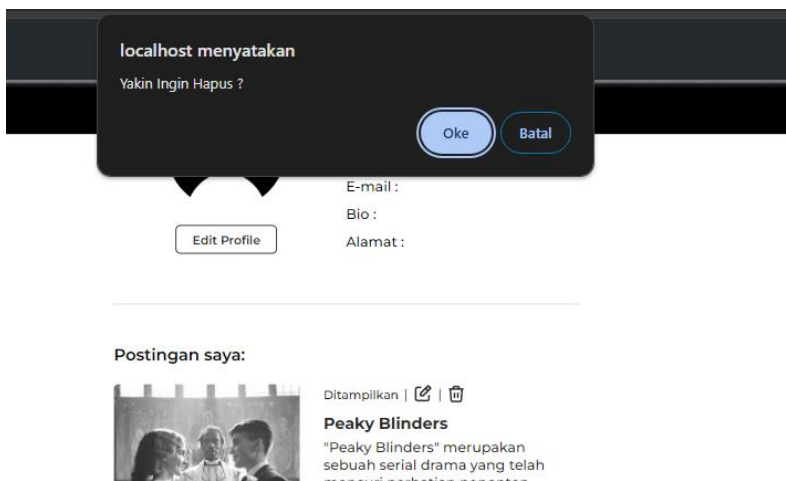 localhost menyatakan
Yakin Ingin Hapus ?
Oke
Batal
E-mail :
Bio :
Edit Profile
Alamat :
Postingan saya:
Ditampilkan | |
Peaky Blinders
"Peaky Blinders" merupakan
sebuah serial drama yang telah